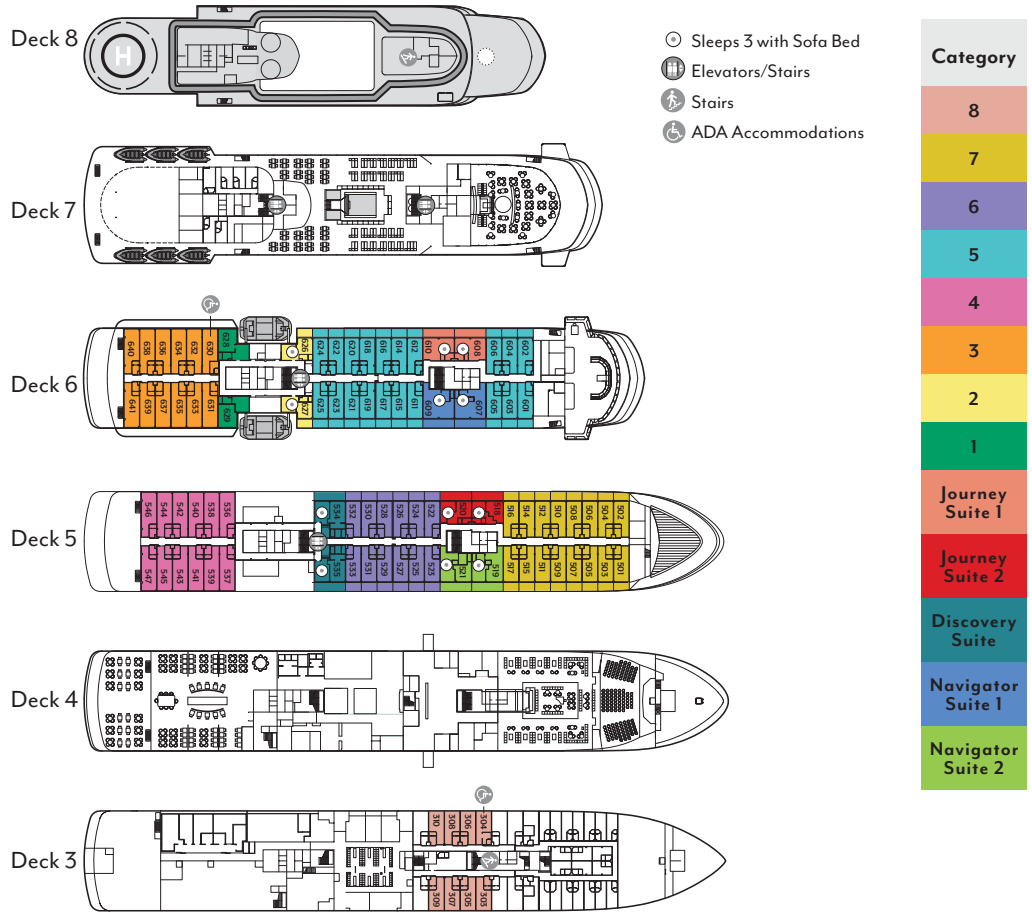 Deck 8
H
Sleeps 3 with Sofa Bed
Elevators/Stairs
Stairs
ADA Accommodations
Deck 7
Deck 6
640 638 636 634 632 630 628 626 624 622 620 618 616 614 612 610 608 606 604 602
641 639 637 635 633 631 629 627 625 623 621 619 617 615 611 609 607 605 603 601
Deck 5
546 544 542 540 538 536 534 532 530 528 526 524 522 520 518 516 514 512 510 508 506 504 502
547 545 543 541 539 537 535 533 531 529 527 525 523 521 519 517 515 511 509 507 505 503 501
Deck 4
Deck 3
310 308 306 304
309 307 305 303
Category
8
7
6
5
4
3
2
1
Journey
Suite 1
Journey
Suite 2
Discovery
Suite
Navigator
Suite 1
Navigator
Suite 2